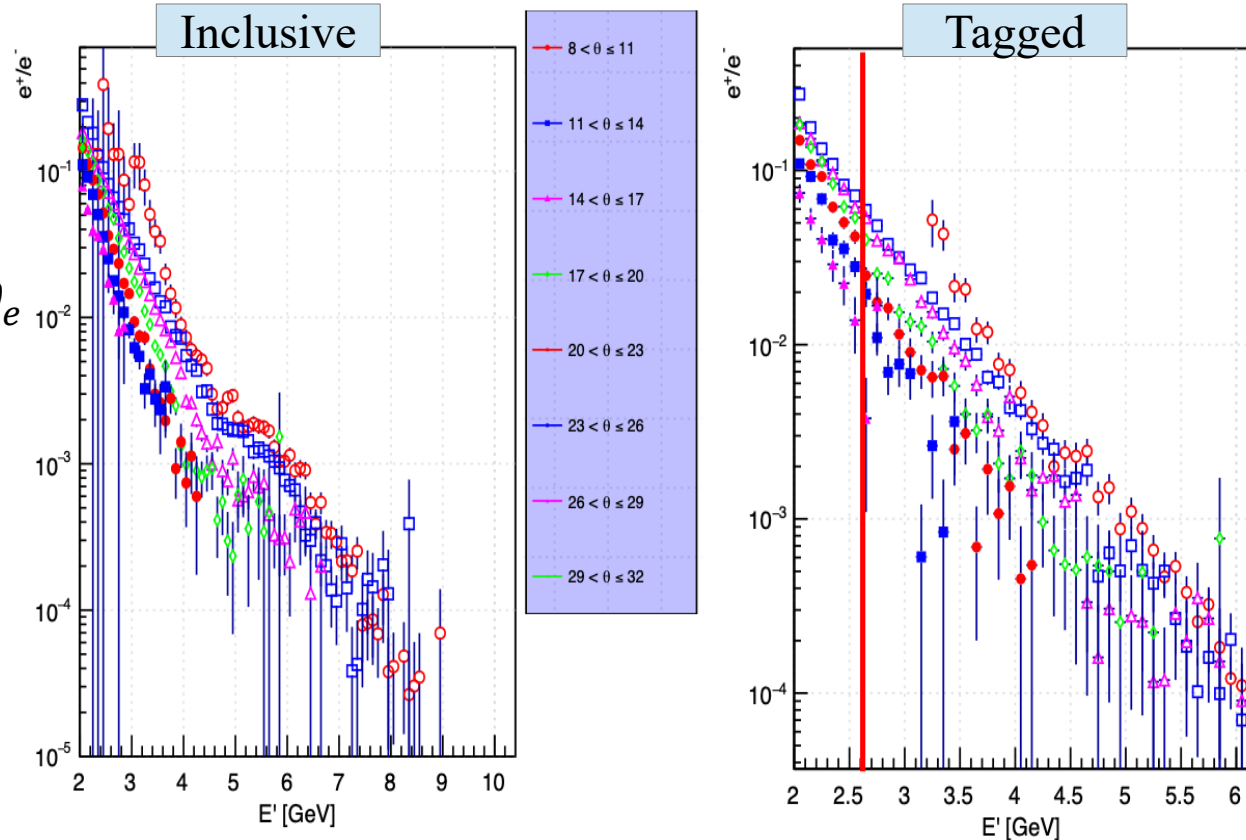 Inclusive
Tagged
e⁺/e⁻
10⁻¹
10⁻²
10⁻³
10⁻⁴
10⁻⁵
2 3 4 5 6 7 8 9 10
E' [GeV]
θₑ
8 < θ ≤ 11
11 < θ ≤ 14
14 < θ ≤ 17
17 < θ ≤ 20
20 < θ ≤ 23
23 < θ ≤ 26
26 < θ ≤ 29
29 < θ ≤ 32
e⁺/e⁻
10⁻¹
10⁻²
10⁻³
10⁻⁴
2 2.5 3 3.5 4 4.5 5 5.5 6
E' [GeV]